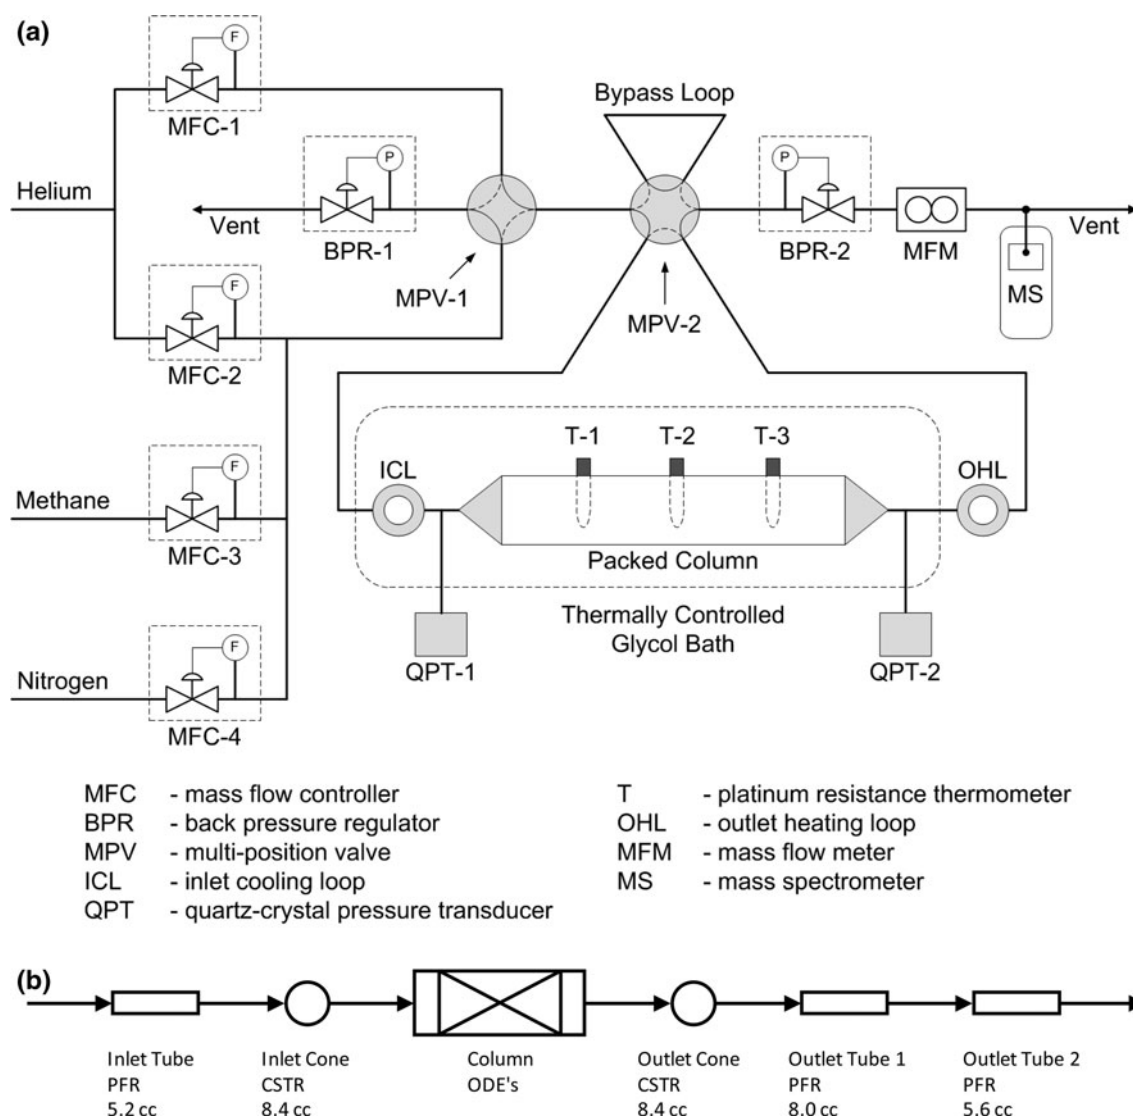 (a)
F
MFC-1
Bypass Loop
Helium
P
P
Vent
BPR-1
MPV-1
MPV-2
BPR-2
MFM
MS
Vent
F
MFC-2
T-1
T-2
T-3
ICL
OHL
Methane
F
MFC-3
Packed Column
Thermally Controlled
Glycol Bath
QPT-1
QPT-2
Nitrogen
F
MFC-4
MFC - mass flow controller
BPR - back pressure regulator
MPV - multi-position valve
ICL - inlet cooling loop
QPT - quartz-crystal pressure transducer
T - platinum resistance thermometer
OHL - outlet heating loop
MFM - mass flow meter
MS - mass spectrometer
(b)
Inlet Tube
PFR
5.2 cc
Inlet Cone
CSTR
8.4 cc
Column
ODE's
Outlet Cone
CSTR
8.4 cc
Outlet Tube 1
PFR
8.0 cc
Outlet Tube 2
PFR
5.6 cc